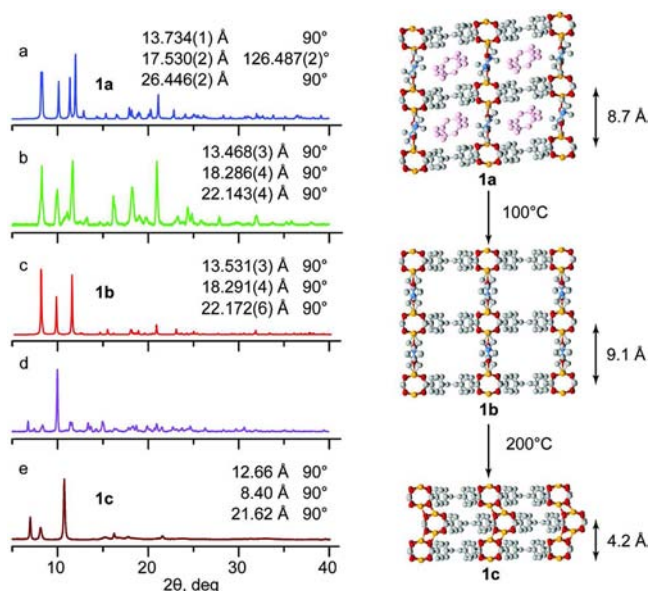 a
1a
13.734(1) Å 90°
17.530(2) Å 126.487(2)°
26.446(2) Å 90°
b
13.468(3) Å 90°
18.286(4) Å 90°
22.143(4) Å 90°
c
1b
13.531(3) Å 90°
18.291(4) Å 90°
22.172(6) Å 90°
d
e
1c
12.66 Å 90°
8.40 Å 90°
21.62 Å 90°
10 20 30 40
2θ, deg
8.7 Å
1a
100°C
9.1 Å
1b
200°C
4.2 Å
1c